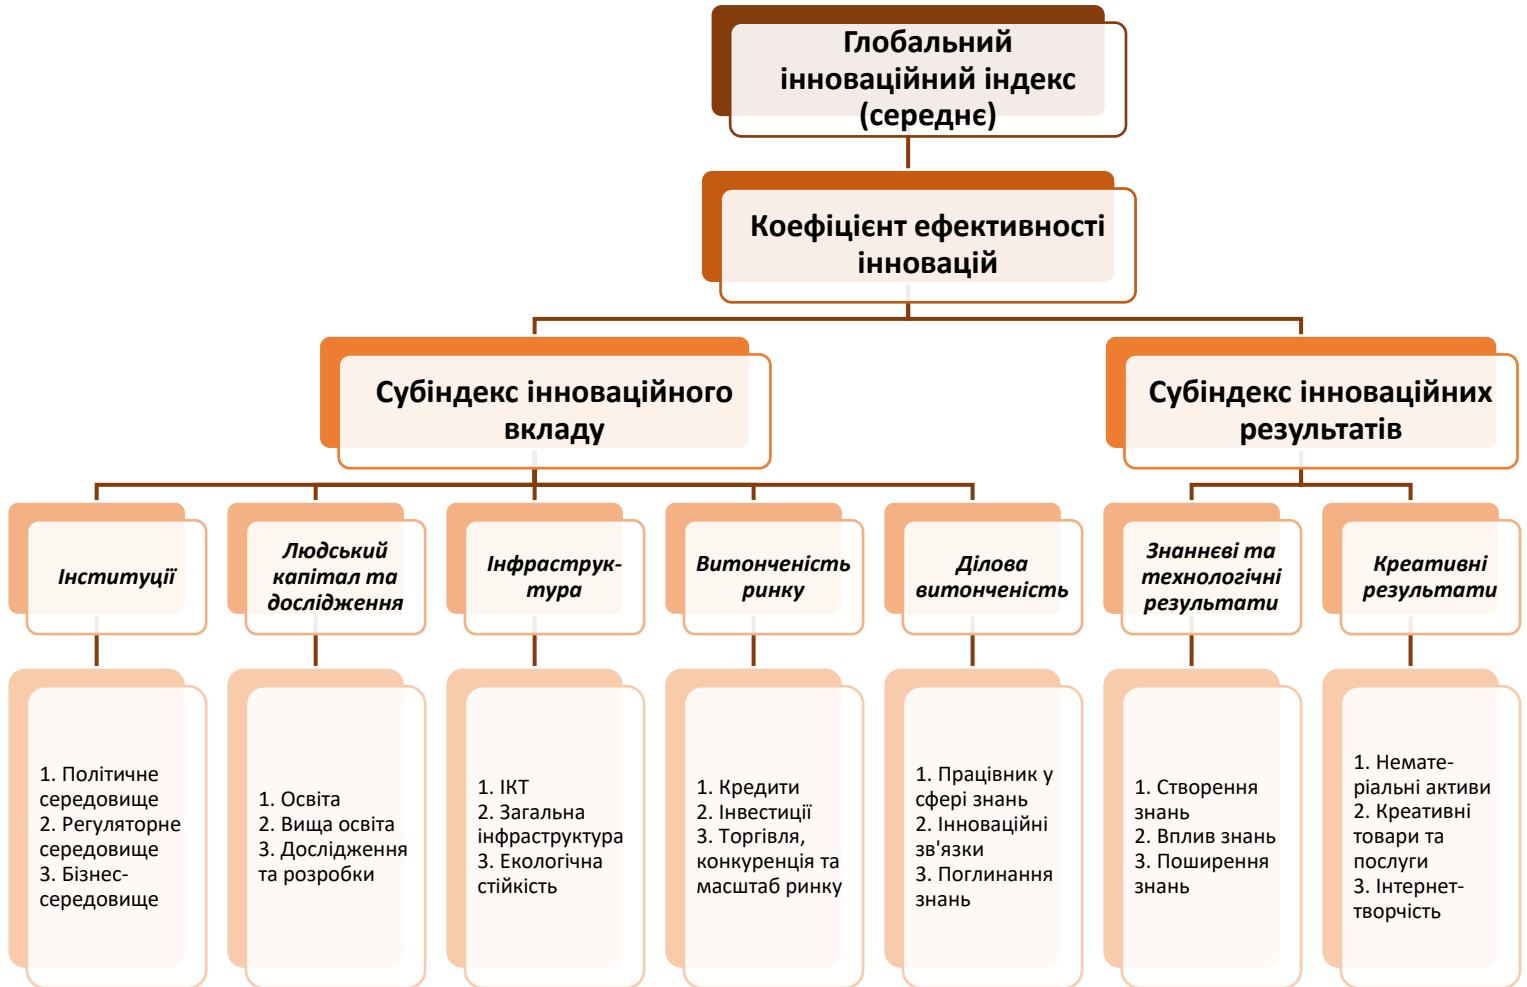 Глобальний
інноваційний індекс
(середнє)
Коефіцієнт ефективності
інновацій
Субіндекс інноваційного
вкладу
Субіндекс інноваційних
результатів
Інституції
Людський
капітал та
дослідження
Інфраструк-
тура
Витонченість
ринку
Ділова
витонченість
Знаннєві та
технологічні
результати
Креативні
результати
1. Політичне
середовище
2. Регуляторне
середовище
3. Бізнес-
середовище
1. Освіта
2. Вища освіта
3. Дослідження
та розробки
1. ІКТ
2. Загальна
інфраструктура
3. Екологічна
стійкість
1. Кредити
2. Інвестиції
3. Торгівля,
конкуренція та
масштаб ринку
1. Працівник у
сфері знань
2. Інноваційні
зв'язки
3. Поглинання
знань
1. Створення
знань
2. Вплив знань
3. Поширення
знань
1. Немате-
ріальні активи
2. Креативні
товари та
послуги
3. Інтернет-
творчість